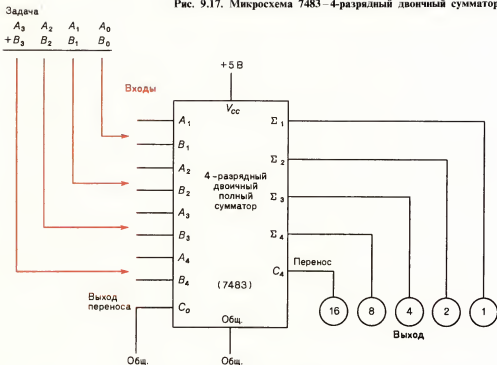 Рис. 9.17. Микросхема 7483 – 4-разрядный двоичный сумматор
Задача
A3 A2 A1 A0
+B3 B2 B1 B0
+5 В
Входы
VCC
A1
B1
A2
B2
A3
B3
A4
B4
C0
4-разрядный
двоичный
полный
сумматор
(7483)
Σ1
Σ2
Σ3
Σ4
C4
Перенос
Выход
переноса
Общ.
16 8 4 2 1
Выход
Общ. Общ.